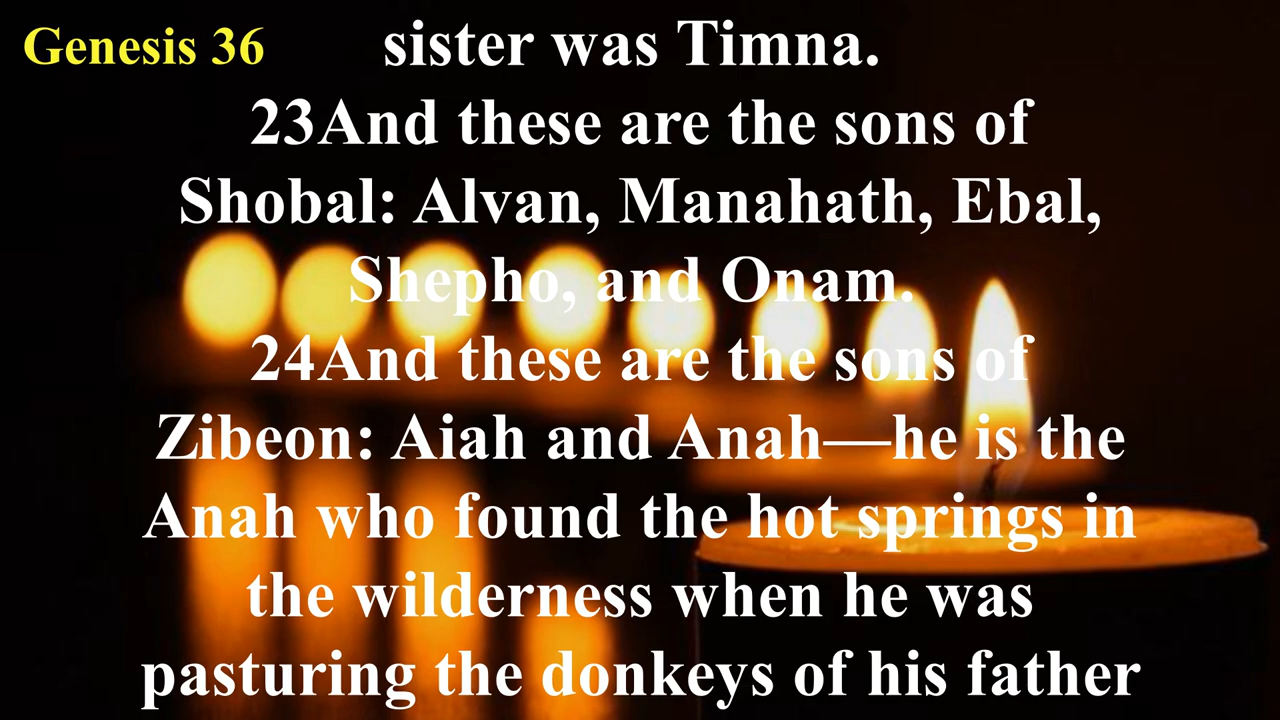 Genesis 36
sister was Timna.
23And these are the sons of
Shobal: Alvan, Manahath, Ebal,
Shepho, and Onam.
24And these are the sons of
Zibeon: Aiah and Anah—he is the
Anah who found the hot springs in
the wilderness when he was
pasturing the donkeys of his father